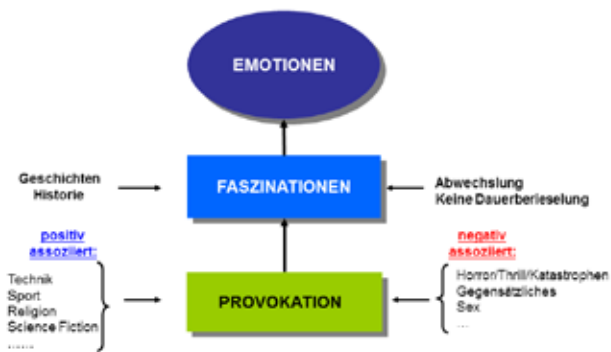 EMOTIONEN
Geschichten
Historie
FASZINATIONEN
Abwechslung
Keine Dauerberieselung
positiv
assoziiert:
Technik
Sport
Religion
Science Fiction
......
PROVOKATION
negativ
assoziiert:
Horror/Thrill/Katastrophen
Gegensätzliches
Sex
...